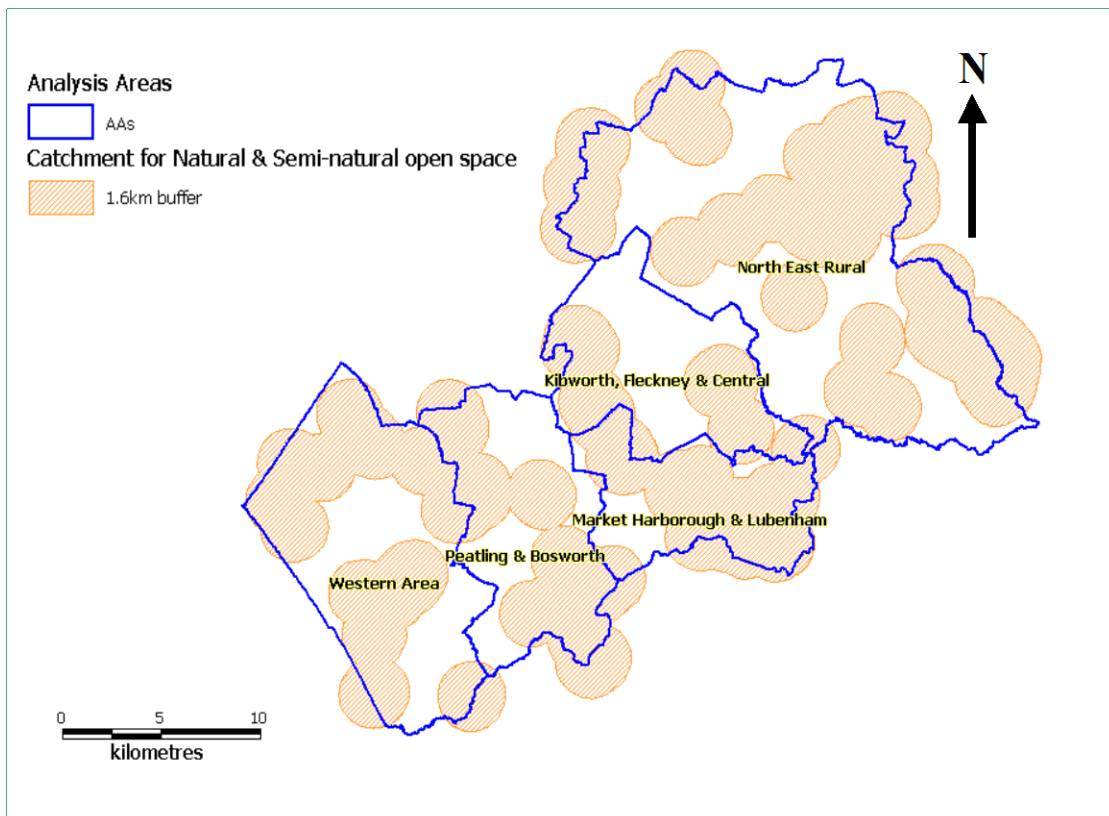 Analysis Areas
AAs
Catchment for Natural & Semi-natural open space
1.6km buffer
N
North East Rural
Kibworth, Fleckney & Central
Market Harborough & Lubenham
Peatling & Bosworth
Western Area
0 5 10
kilometres